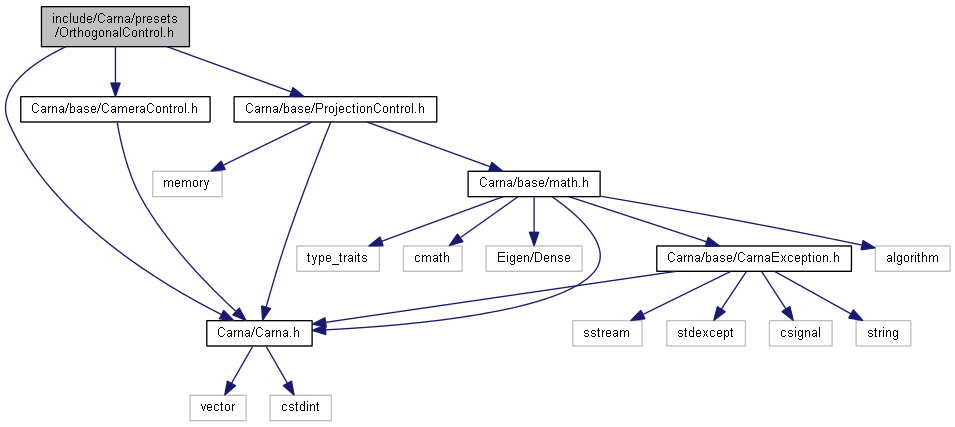 include/Carna/presets
/OrthogonalControl.h
Carna/base/CameraControl.h
Carna/base/ProjectionControl.h
memory
Carna/base/math.h
type_traits
cmath
Eigen/Dense
Carna/base/CarnaException.h
algorithm
Carna/Carna.h
sstream
stdexcept
csignal
string
vector
cstdint